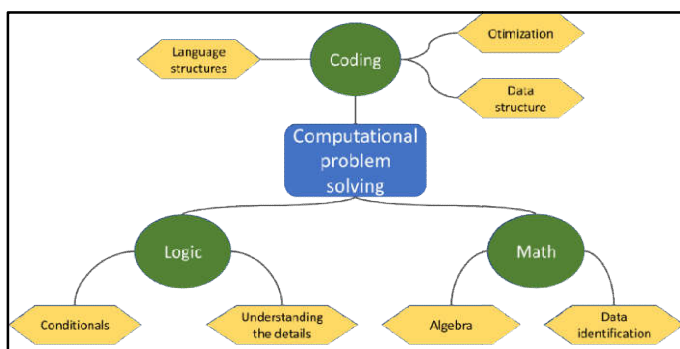 Otimization
Language
structures
Coding
Data
structure
Computational
problem
solving
Logic
Math
Conditionals
Understanding
the details
Algebra
Data
identification